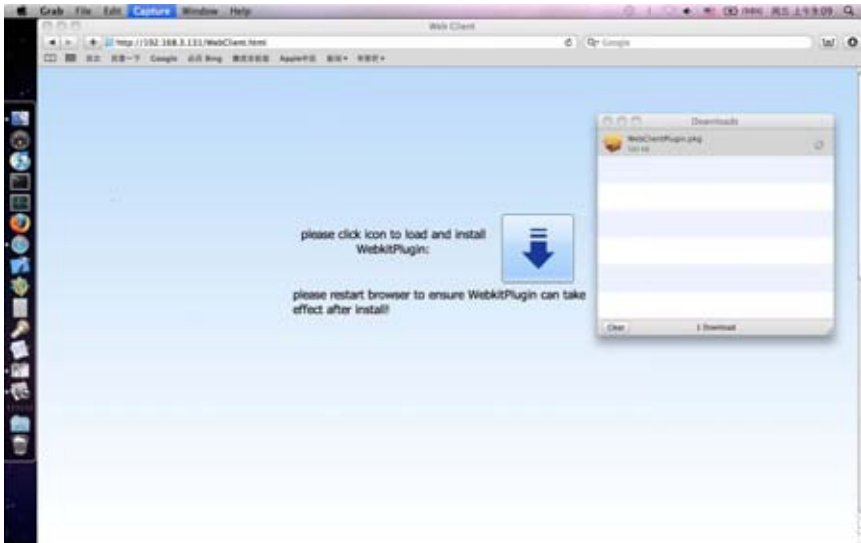 Grab File Edit Capture Window Help
Web Client
http://192.168.3.131/WebClient.html
Google
Downloads
WebClientPlugin.pkg
please click icon to load and install
WebkitPlugin:
please restart browser to ensure WebkitPlugin can take
effect after install!
Clear
1 Download